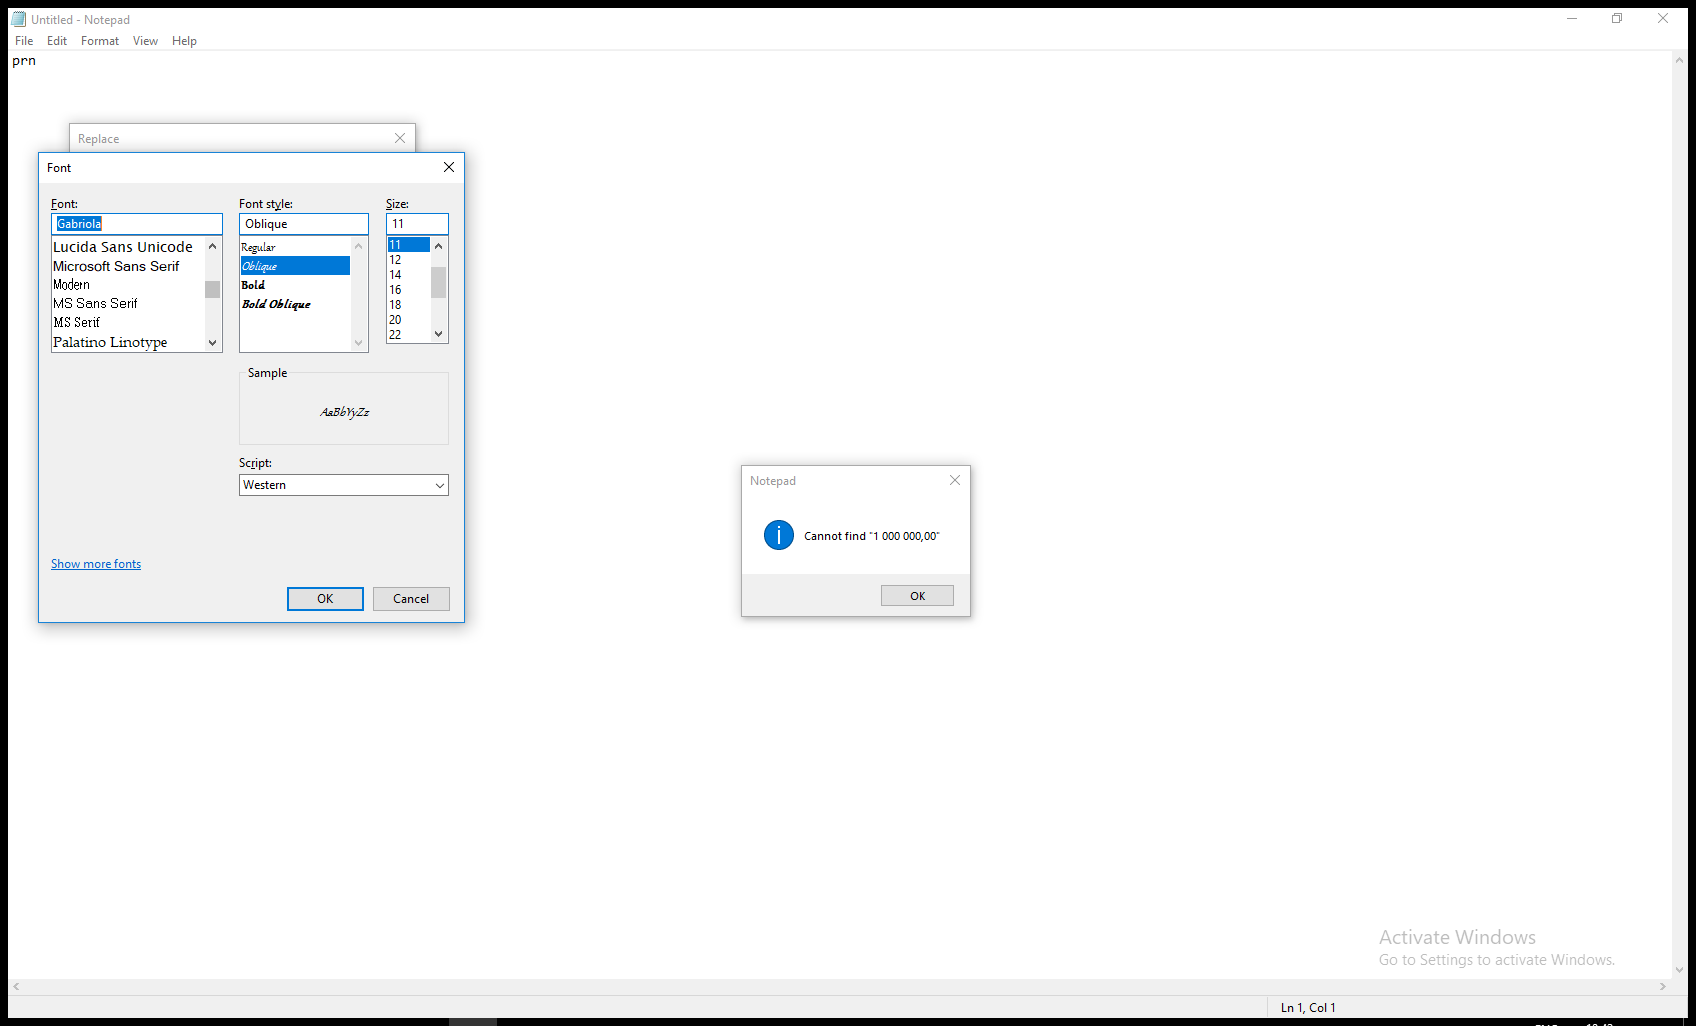 Untitled - Notepad
File Edit Format View Help
prn
Replace
Font
Font: Font style: Size:
Gabriola Oblique 11
Lucida Sans Unicode
Microsoft Sans Serif
Modern
MS Sans Serif
MS Serif
Palatino Linotype
Regular
Oblique
Bold
Bold Oblique
11
12
14
16
18
20
22
Sample
AaBbYyZz
Script:
Western
Show more fonts
OK Cancel
Notepad
Cannot find "1 000 000,00"
OK
Activate Windows
Go to Settings to activate Windows.
Ln 1, Col 1